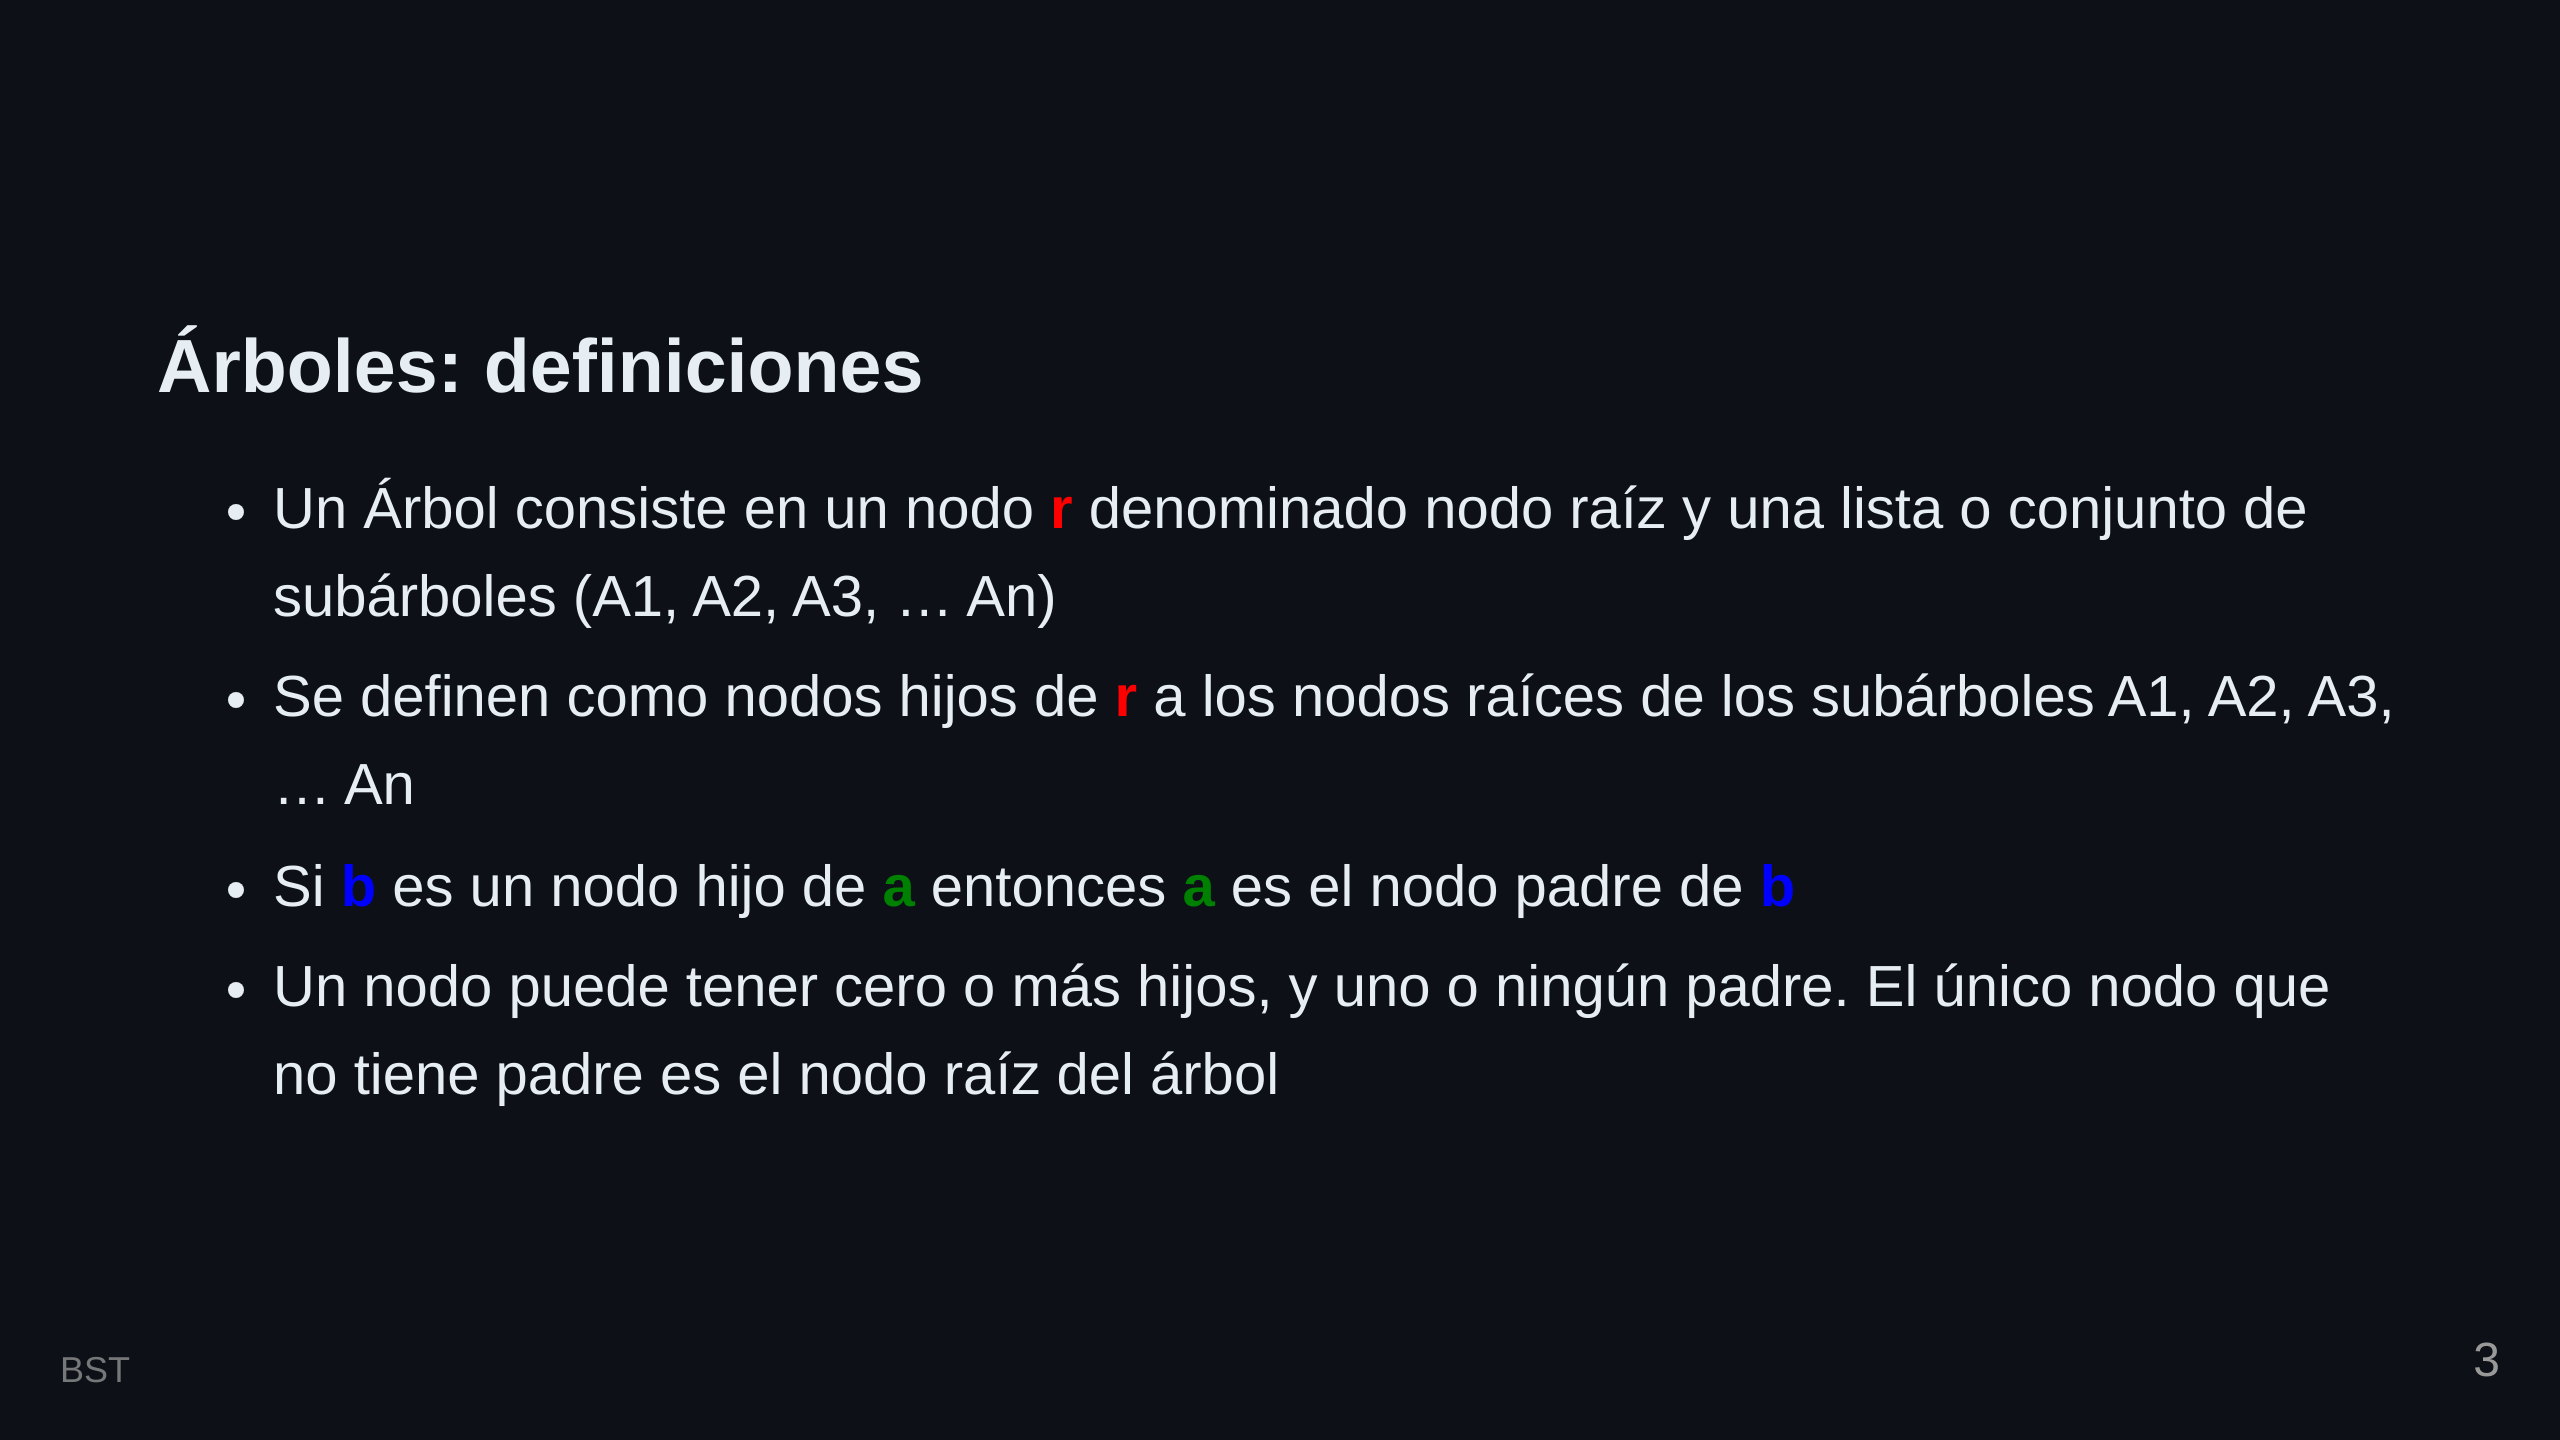 Árboles: definiciones
• Un Árbol consiste en un nodo r denominado nodo raíz y una lista o conjunto de
subárboles (A1, A2, A3, … An)
• Se definen como nodos hijos de r a los nodos raíces de los subárboles A1, A2, A3,
… An
• Si b es un nodo hijo de a entonces a es el nodo padre de b
• Un nodo puede tener cero o más hijos, y uno o ningún padre. El único nodo que
no tiene padre es el nodo raíz del árbol
BST
3